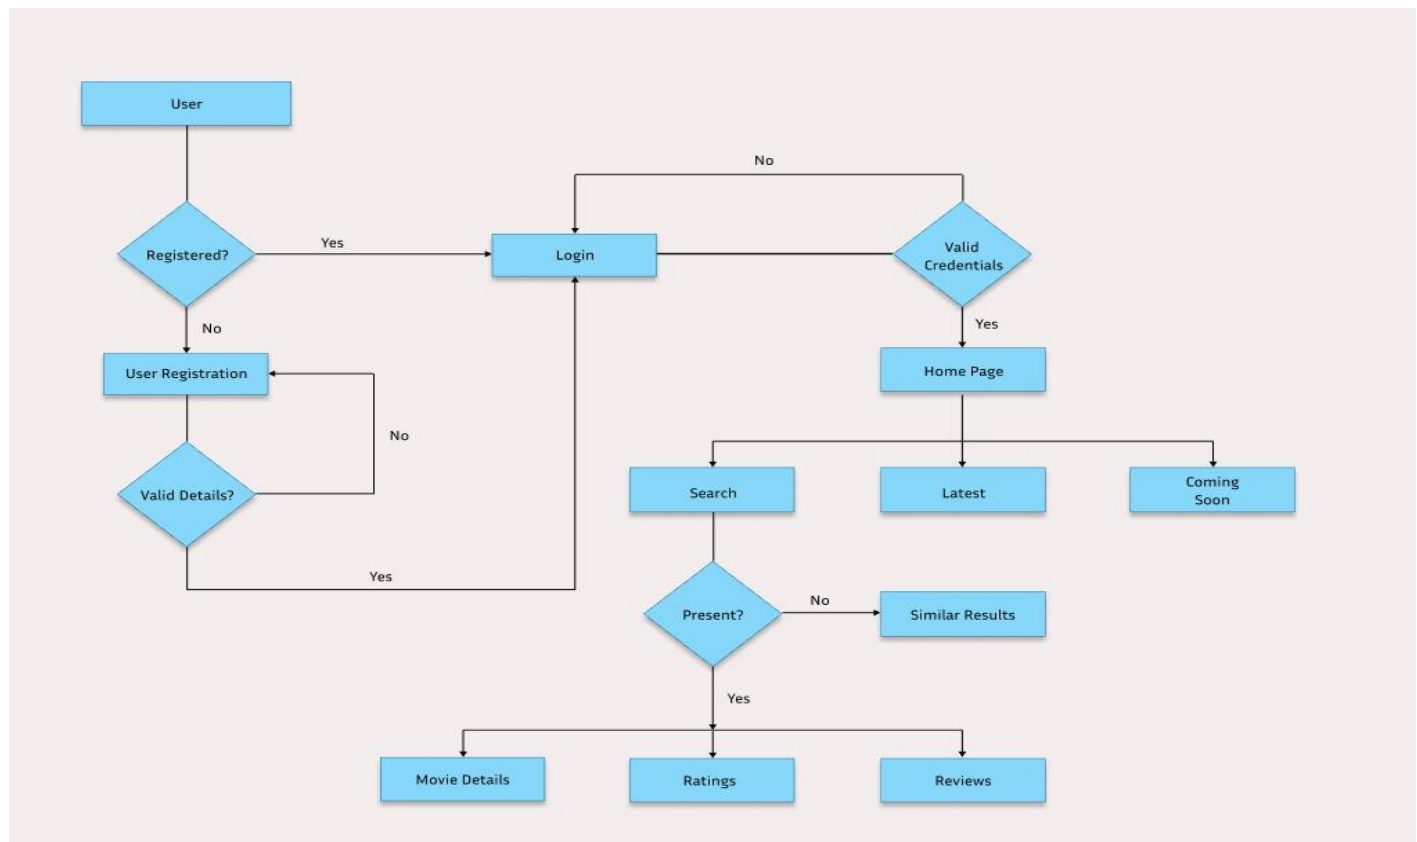 User
No
Registered?
Yes
Login
Valid
Credentials
No
Yes
User Registration
Home Page
No
Valid Details?
Search
Latest
Coming
Soon
Yes
Present?
No
Similar Results
Yes
Movie Details
Ratings
Reviews